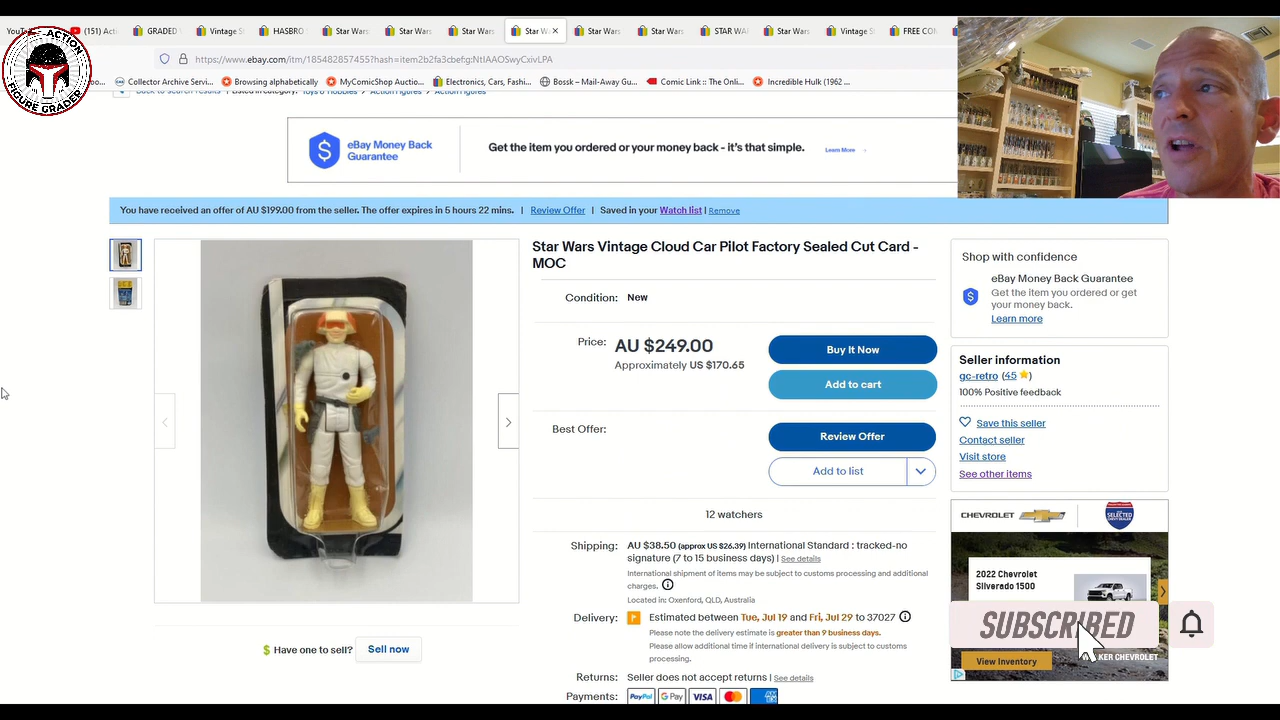 YouT
(151) Acti
GRADED
Vintage S
HASBRO
Star Wars
Star Wars
Star Wars
Star W
Star Wars
Star Wars
STAR WA
Star Wars
Vintage S
FREE CO
ACTION
FIGURE GRADER
https://www.ebay.com/itm/185482857455?hash=item2b2fa3cbef:g:NtIAAOSwyCxivLPA
Collector Archive Servi...
Browsing alphabetically
MyComicShop Auctio...
Electronics, Cars, Fashi...
Bossk – Mail-Away Gu...
Comic Link :: The Onli...
Incredible Hulk (1962 ...
Back to search results | Listed in category: Toys & Hobbies > Action Figures > Action Figures
eBay Money Back
Guarantee
Get the item you ordered or your money back - it's that simple.
Learn More
You have received an offer of AU $199.00 from the seller. The offer expires in 5 hours 22 mins. | Review Offer | Saved in your Watch list | Remove
Star Wars Vintage Cloud Car Pilot Factory Sealed Cut Card -
MOC
Condition: New
Price: AU $249.00
Approximately US $170.65
Buy It Now
Add to cart
Best Offer:
Review Offer
Add to list
12 watchers
Shipping: AU $38.50 (approx US $26.39) International Standard : tracked-no
signature (7 to 15 business days) | See details
International shipment of items may be subject to customs processing and additional
charges.
Located in: Oxenford, QLD, Australia
Delivery: Estimated between Tue, Jul 19 and Fri, Jul 29 to 37027
Please note the delivery estimate is greater than 9 business days.
Please allow additional time if international delivery is subject to customs
processing.
Returns: Seller does not accept returns | See details
Payments: PayPal G Pay VISA
Have one to sell? Sell now
Shop with confidence
eBay Money Back Guarantee
Get the item you ordered or get
your money back.
Learn more
Seller information
gc-retro (45 )
100% Positive feedback
Save this seller
Contact seller
Visit store
See other items
CHEVROLET
2022 Chevrolet
Silverado 1500
SUBSCRIBED
KER CHEVROLET
View Inventory